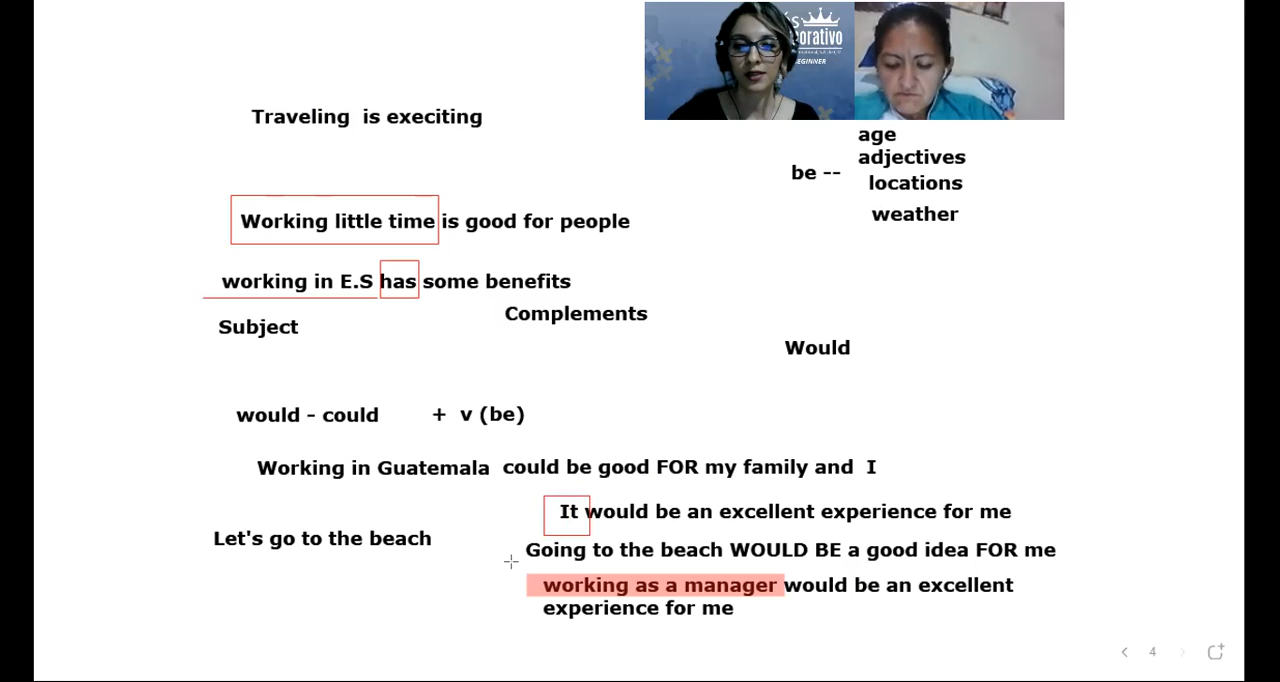 orativo
EGINNER
Traveling is execiting
age
adjectives
be --
locations
weather
Working little time is good for people
working in E.S has some benefits
Complements
Subject
Would
would - could + v (be)
Working in Guatemala could be good FOR my family and I
It would be an excellent experience for me
Let's go to the beach
Going to the beach WOULD BE a good idea FOR me
working as a manager would be an excellent
experience for me
4